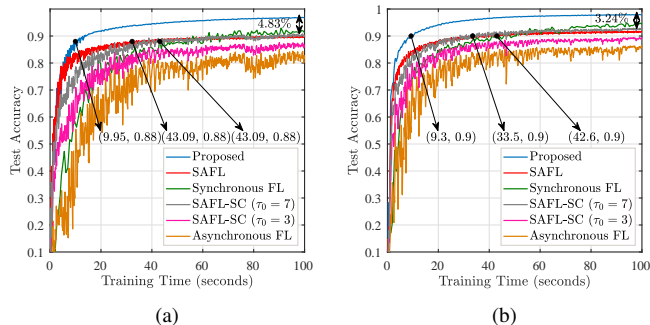 1
0.9
0.8
0.7
0.6
0.5
0.4
0.3
0.2
0.1
Test Accuracy
4.83%
(9.95, 0.88) (43.09, 0.88) (43.09, 0.88)
Proposed
SAFL
Synchronous FL
SAFL-SC (τ₀ = 7)
SAFL-SC (τ₀ = 3)
Asynchronous FL
0 20 40 60 80 100
Training Time (seconds)
(a)
1
0.9
0.8
0.7
0.6
0.5
0.4
0.3
0.2
0.1
Test Accuracy
3.24%
(9.3, 0.9) (33.5, 0.9) (42.6, 0.9)
Proposed
SAFL
Synchronous FL
SAFL-SC (τ₀ = 7)
SAFL-SC (τ₀ = 3)
Asynchronous FL
0 20 40 60 80 100
Training Time (seconds)
(b)